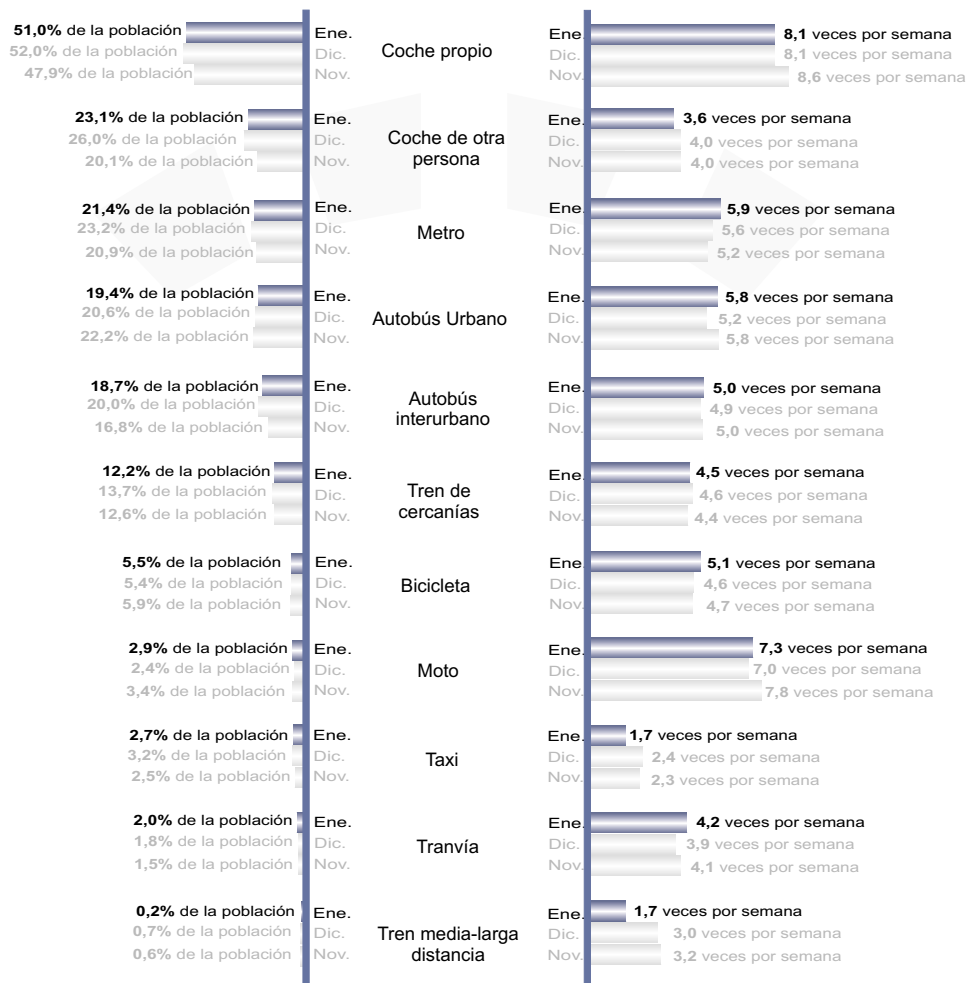 51,0% de la población Ene. Coche propio Ene. 8,1 veces por semana
52,0% de la población Dic. Dic. 8,1 veces por semana
47,9% de la población Nov. Nov. 8,6 veces por semana
23,1% de la población Ene. Coche de otra Ene. 3,6 veces por semana
26,0% de la población Dic. persona Dic. 4,0 veces por semana
20,1% de la población Nov. Nov. 4,0 veces por semana
21,4% de la población Ene. Metro Ene. 5,9 veces por semana
23,2% de la población Dic. Dic. 5,6 veces por semana
20,9% de la población Nov. Nov. 5,2 veces por semana
19,4% de la población Ene. Autobús Urbano Ene. 5,8 veces por semana
20,6% de la población Dic. Dic. 5,2 veces por semana
22,2% de la población Nov. Nov. 5,8 veces por semana
18,7% de la población Ene. Autobús Ene. 5,0 veces por semana
20,0% de la población Dic. interurbano Dic. 4,9 veces por semana
16,8% de la población Nov. Nov. 5,0 veces por semana
12,2% de la población Ene. Tren de Ene. 4,5 veces por semana
13,7% de la población Dic. cercanías Dic. 4,6 veces por semana
12,6% de la población Nov. Nov. 4,4 veces por semana
5,5% de la población Ene. Bicicleta Ene. 5,1 veces por semana
5,4% de la población Dic. Dic. 4,6 veces por semana
5,9% de la población Nov. Nov. 4,7 veces por semana
2,9% de la población Ene. Moto Ene. 7,3 veces por semana
2,4% de la población Dic. Dic. 7,0 veces por semana
3,4% de la población Nov. Nov. 7,8 veces por semana
2,7% de la población Ene. Taxi Ene. 1,7 veces por semana
3,2% de la población Dic. Dic. 2,4 veces por semana
2,5% de la población Nov. Nov. 2,3 veces por semana
2,0% de la población Ene. Tranvía Ene. 4,2 veces por semana
1,8% de la población Dic. Dic. 3,9 veces por semana
1,5% de la población Nov. Nov. 4,1 veces por semana
0,2% de la población Ene. Tren media-larga Ene. 1,7 veces por semana
0,7% de la población Dic. distancia Dic. 3,0 veces por semana
0,6% de la población Nov. Nov. 3,2 veces por semana